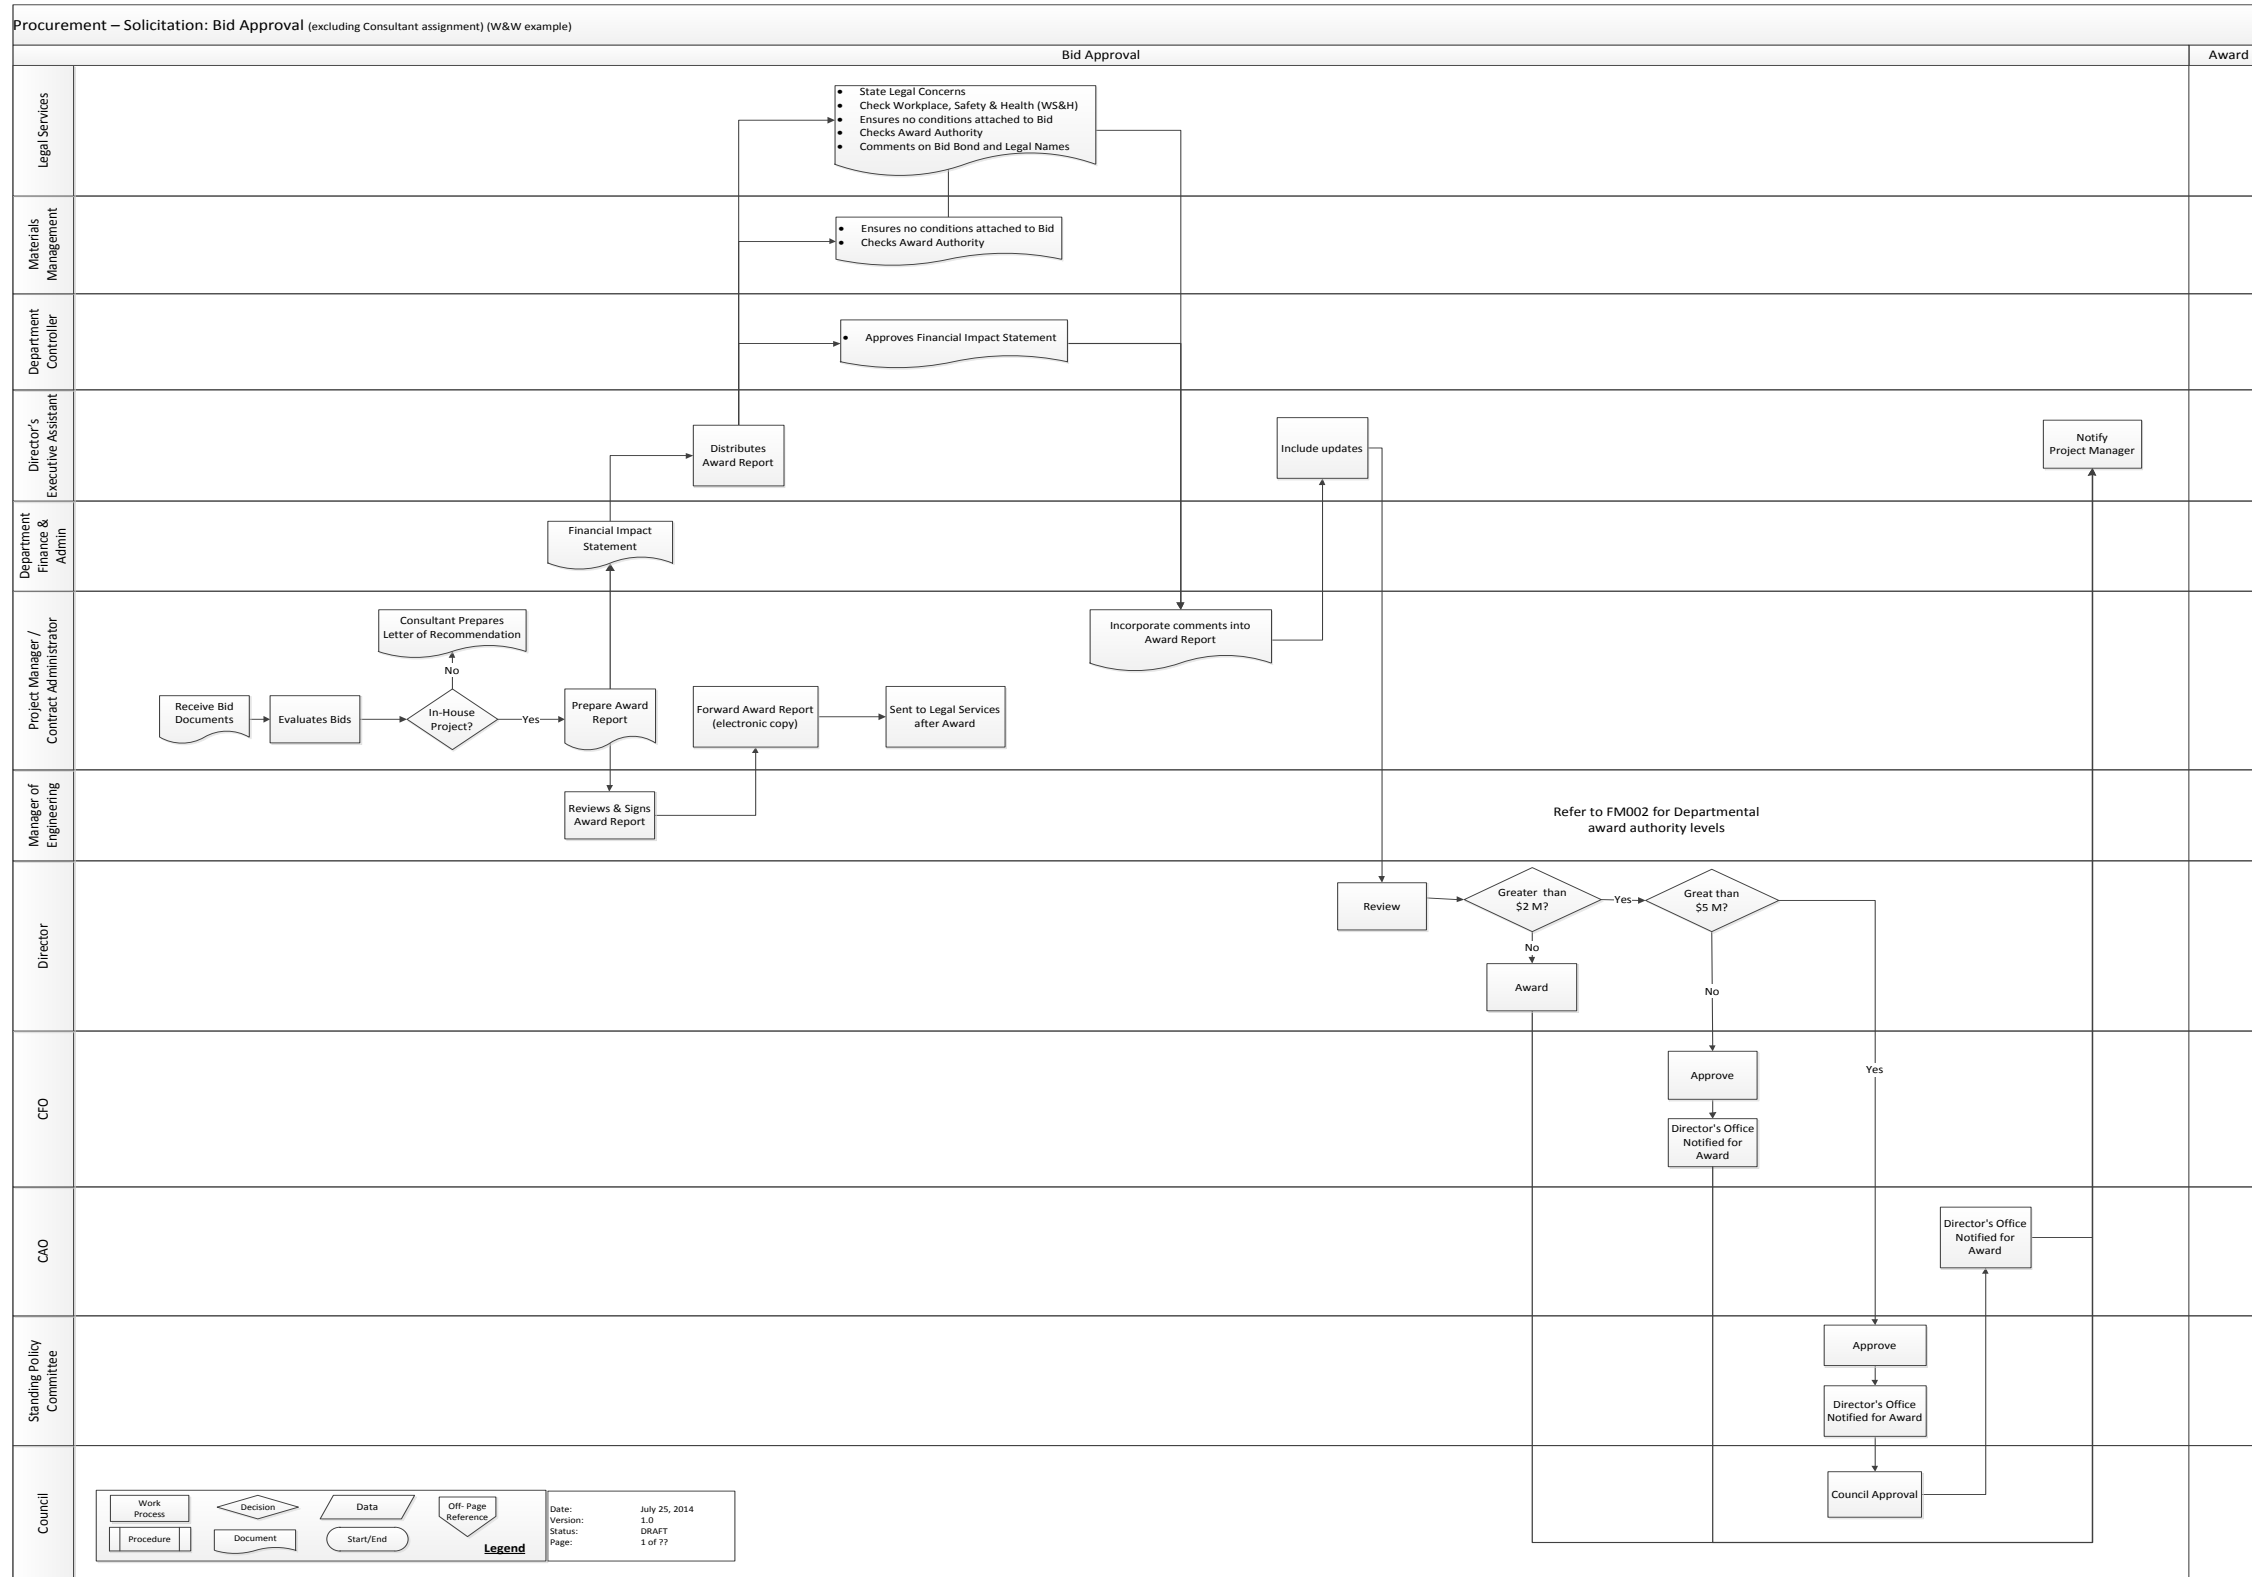 Procurement – Solicitation: Bid Approval (excluding Consultant assignment) (W&W example)
Bid Approval
Award
Legal Services
• State Legal Concerns
• Check Workplace, Safety & Health (WS&H)
• Ensures no conditions attached to Bid
• Checks Award Authority
• Comments on Bid Bond and Legal Names
Materials
Management
• Ensures no conditions attached to Bid
• Checks Award Authority
Department
Controller
• Approves Financial Impact Statement
Director's
Executive Assistant
Distributes
Award Report
Include updates
Notify
Project Manager
Department
Finance &
Admin
Financial Impact
Statement
Project Manager /
Contract Administrator
Consultant Prepares
Letter of Recommendation
No
Receive Bid
Documents
Evaluates Bids
In-House
Project?
Yes
Prepare Award
Report
Forward Award Report
(electronic copy)
Sent to Legal Services
after Award
Incorporate comments into
Award Report
Manager of
Engineering
Reviews & Signs
Award Report
Refer to FM002 for Departmental
award authority levels
Director
Review
Greater than
$2 M?
Yes
Great than
$5 M?
No
Award
No
Yes
CFO
Approve
Director's Office
Notified for
Award
CAO
Director's Office
Notified for
Award
Standing Policy
Committee
Approve
Director's Office
Notified for Award
Council
Council Approval
Work
Process
Decision
Data
Off- Page
Reference
Procedure
Document
Start/End
Legend
Date: July 25, 2014
Version: 1.0
Status: DRAFT
Page: 1 of ??